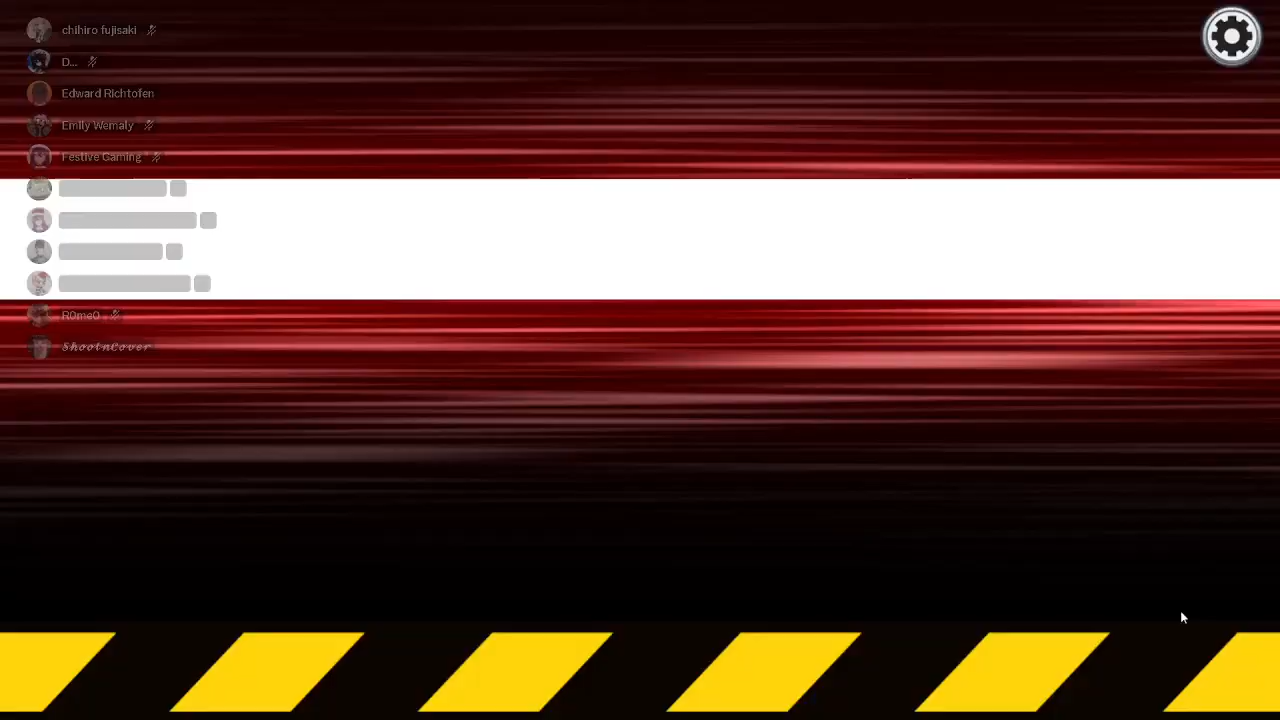 chihiro fujisaki
D...
Edward Richtofen
Emily Wemaly
Festive Gaming
R0me0
ShootnCover